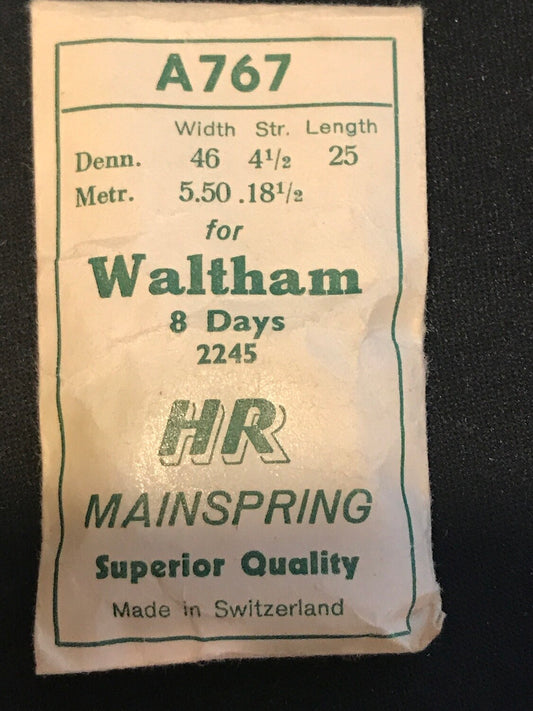 A767
Width Str. Length
Denn. 46 4½ 25
Metr. 5.50 .18½
for
Waltham
8 Days
2245
HR
MAINSPRING
Superior Quality
Made in Switzerland